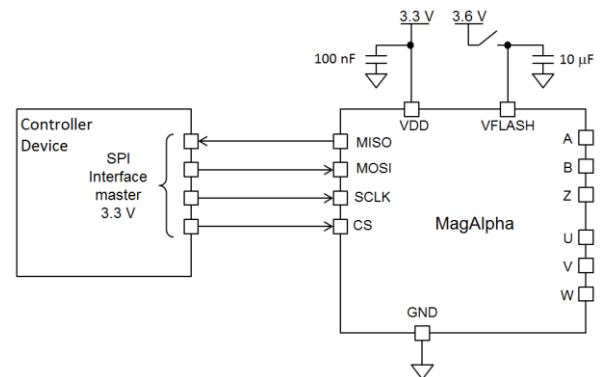 3.3 V
3.6 V
100 nF
10 µF
VDD
VFLASH
Controller
Device
SPI
Interface
master
3.3 V
MISO
MOSI
SCLK
CS
MagAlpha
A
B
Z
U
V
W
GND